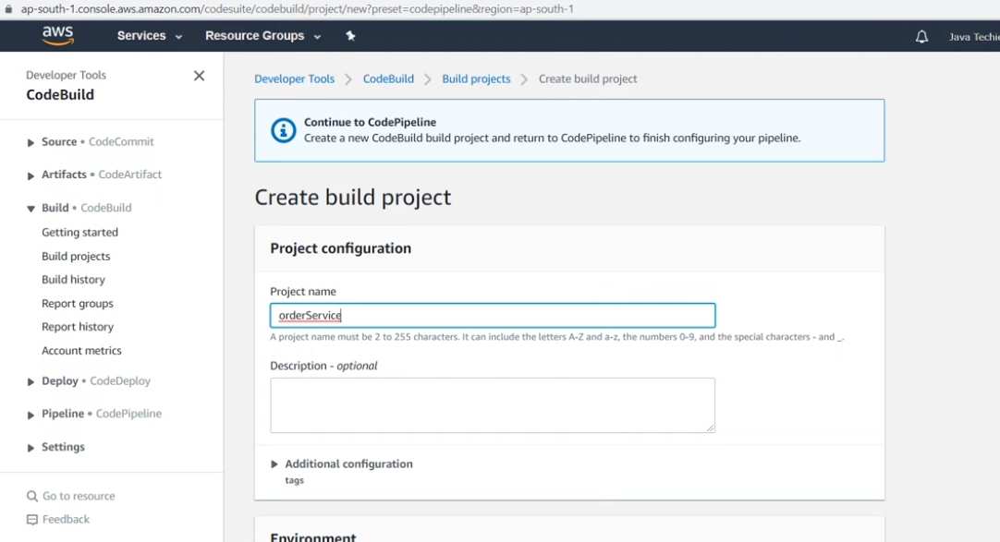 ap-south-1.console.aws.amazon.com/codesuite/codebuild/project/new?preset=codepipeline&region=ap-south-1
aws Services Resource Groups Java Techie
Developer Tools
CodeBuild
Source • CodeCommit
Artifacts • CodeArtifact
Build • CodeBuild
Getting started
Build projects
Build history
Report groups
Report history
Account metrics
Deploy • CodeDeploy
Pipeline • CodePipeline
Settings
Go to resource
Feedback
Developer Tools > CodeBuild > Build projects > Create build project
Continue to CodePipeline
Create a new CodeBuild build project and return to CodePipeline to finish configuring your pipeline.
Create build project
Project configuration
Project name
orderService
A project name must be 2 to 255 characters. It can include the letters A-Z and a-z, the numbers 0-9, and the special characters - and _.
Description - optional
Additional configuration
tags
Environment